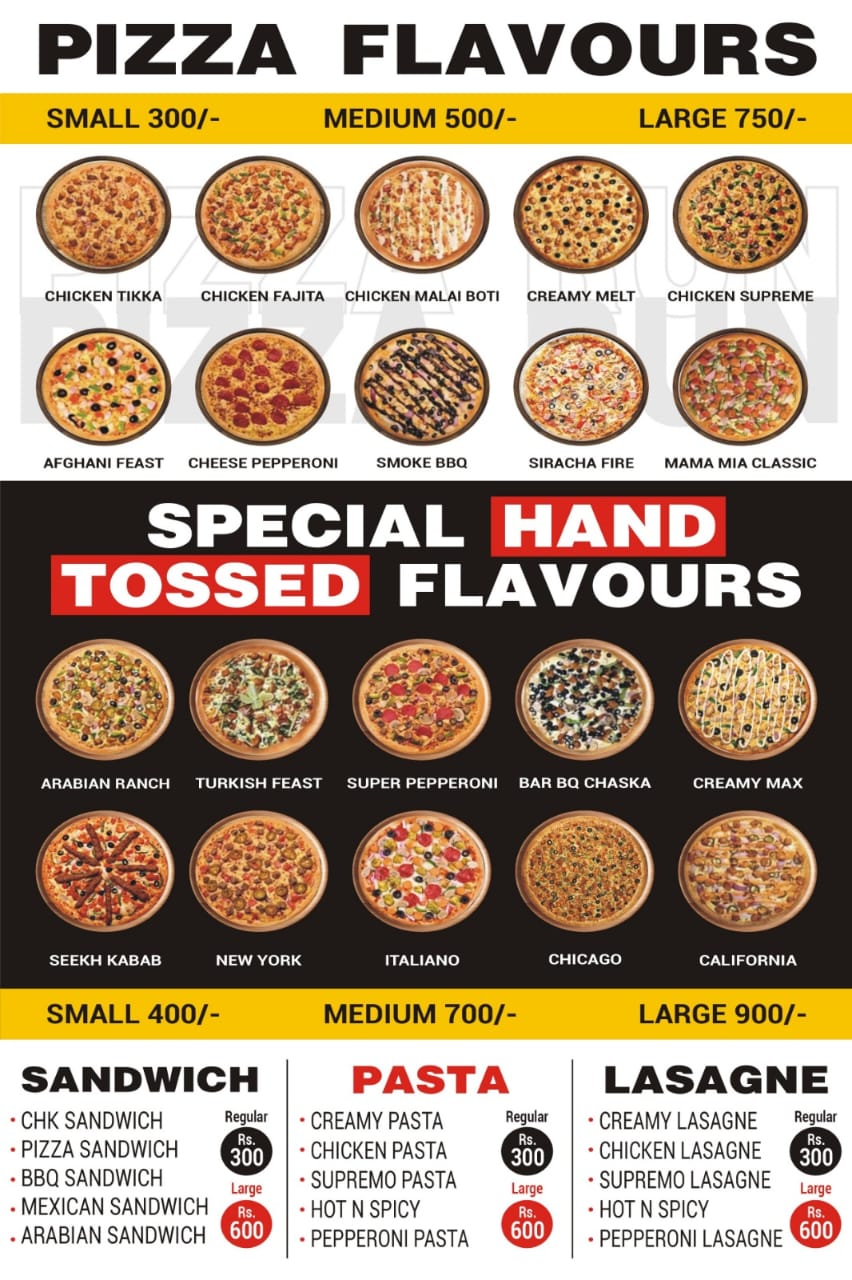 PIZZA FLAVOURS
SMALL 300/- MEDIUM 500/- LARGE 750/-
PIZZA RUN
PIZZA RUN
CHICKEN TIKKA CHICKEN FAJITA CHICKEN MALAI BOTI CREAMY MELT CHICKEN SUPREME
AFGHANI FEAST CHEESE PEPPERONI SMOKE BBQ SIRACHA FIRE MAMA MIA CLASSIC
SPECIAL HAND
TOSSED FLAVOURS
ARABIAN RANCH TURKISH FEAST SUPER PEPPERONI BAR BQ CHASKA CREAMY MAX
SEEKH KABAB NEW YORK ITALIANO CHICAGO CALIFORNIA
SMALL 400/- MEDIUM 700/- LARGE 900/-
SANDWICH
• CHK SANDWICH
• PIZZA SANDWICH
• BBQ SANDWICH
• MEXICAN SANDWICH
• ARABIAN SANDWICH
Regular
Rs.
300
Large
Rs.
600
PASTA
• CREAMY PASTA
• CHICKEN PASTA
• SUPREMO PASTA
• HOT N SPICY
• PEPPERONI PASTA
Regular
Rs.
300
Large
Rs.
600
LASAGNE
• CREAMY LASAGNE
• CHICKEN LASAGNE
• SUPREMO LASAGNE
• HOT N SPICY
• PEPPERONI LASAGNE
Regular
Rs.
300
Large
Rs.
600